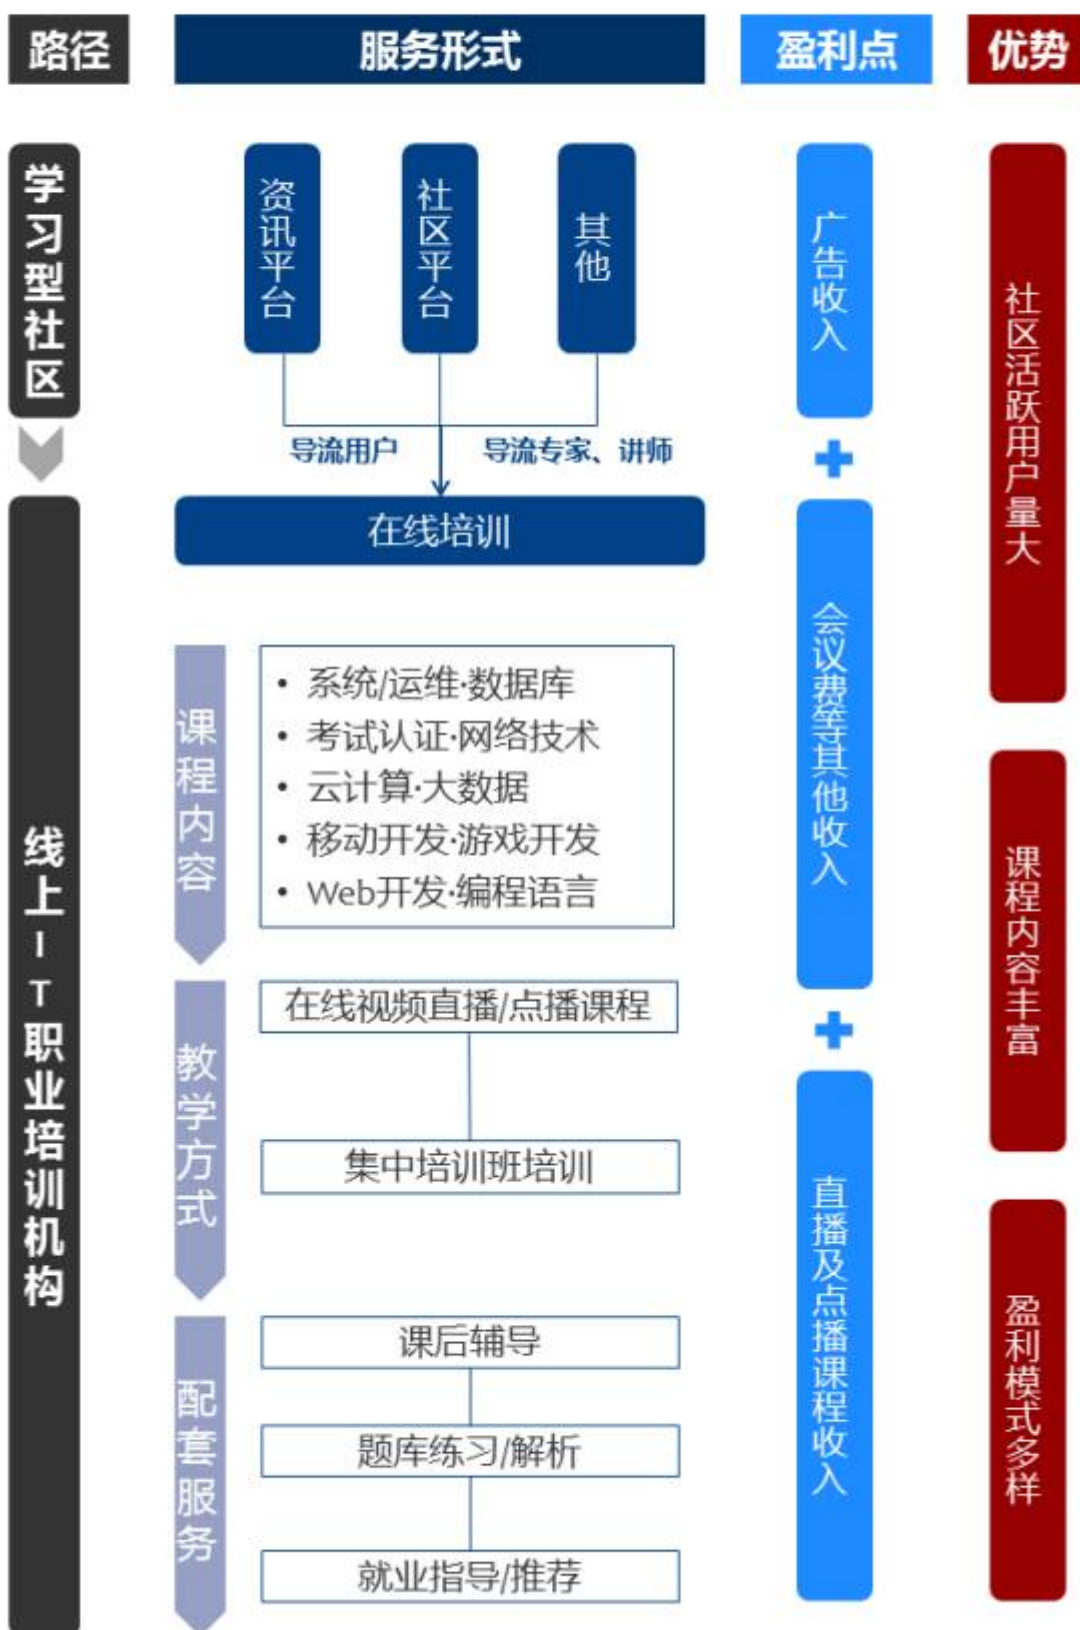 路径
服务形式
盈利点
优势
学习型社区
线上IT职业培训机构
资讯平台
社区平台
其他
导流用户
导流专家、讲师
在线培训
课程内容
• 系统/运维·数据库
• 考试认证·网络技术
• 云计算·大数据
• 移动开发·游戏开发
• Web开发·编程语言
教学方式
在线视频直播/点播课程
集中培训班培训
配套服务
课后辅导
题库练习/解析
就业指导/推荐
广告收入
+
会议费等其他收入
+
直播及点播课程收入
社区活跃用户量大
课程内容丰富
盈利模式多样